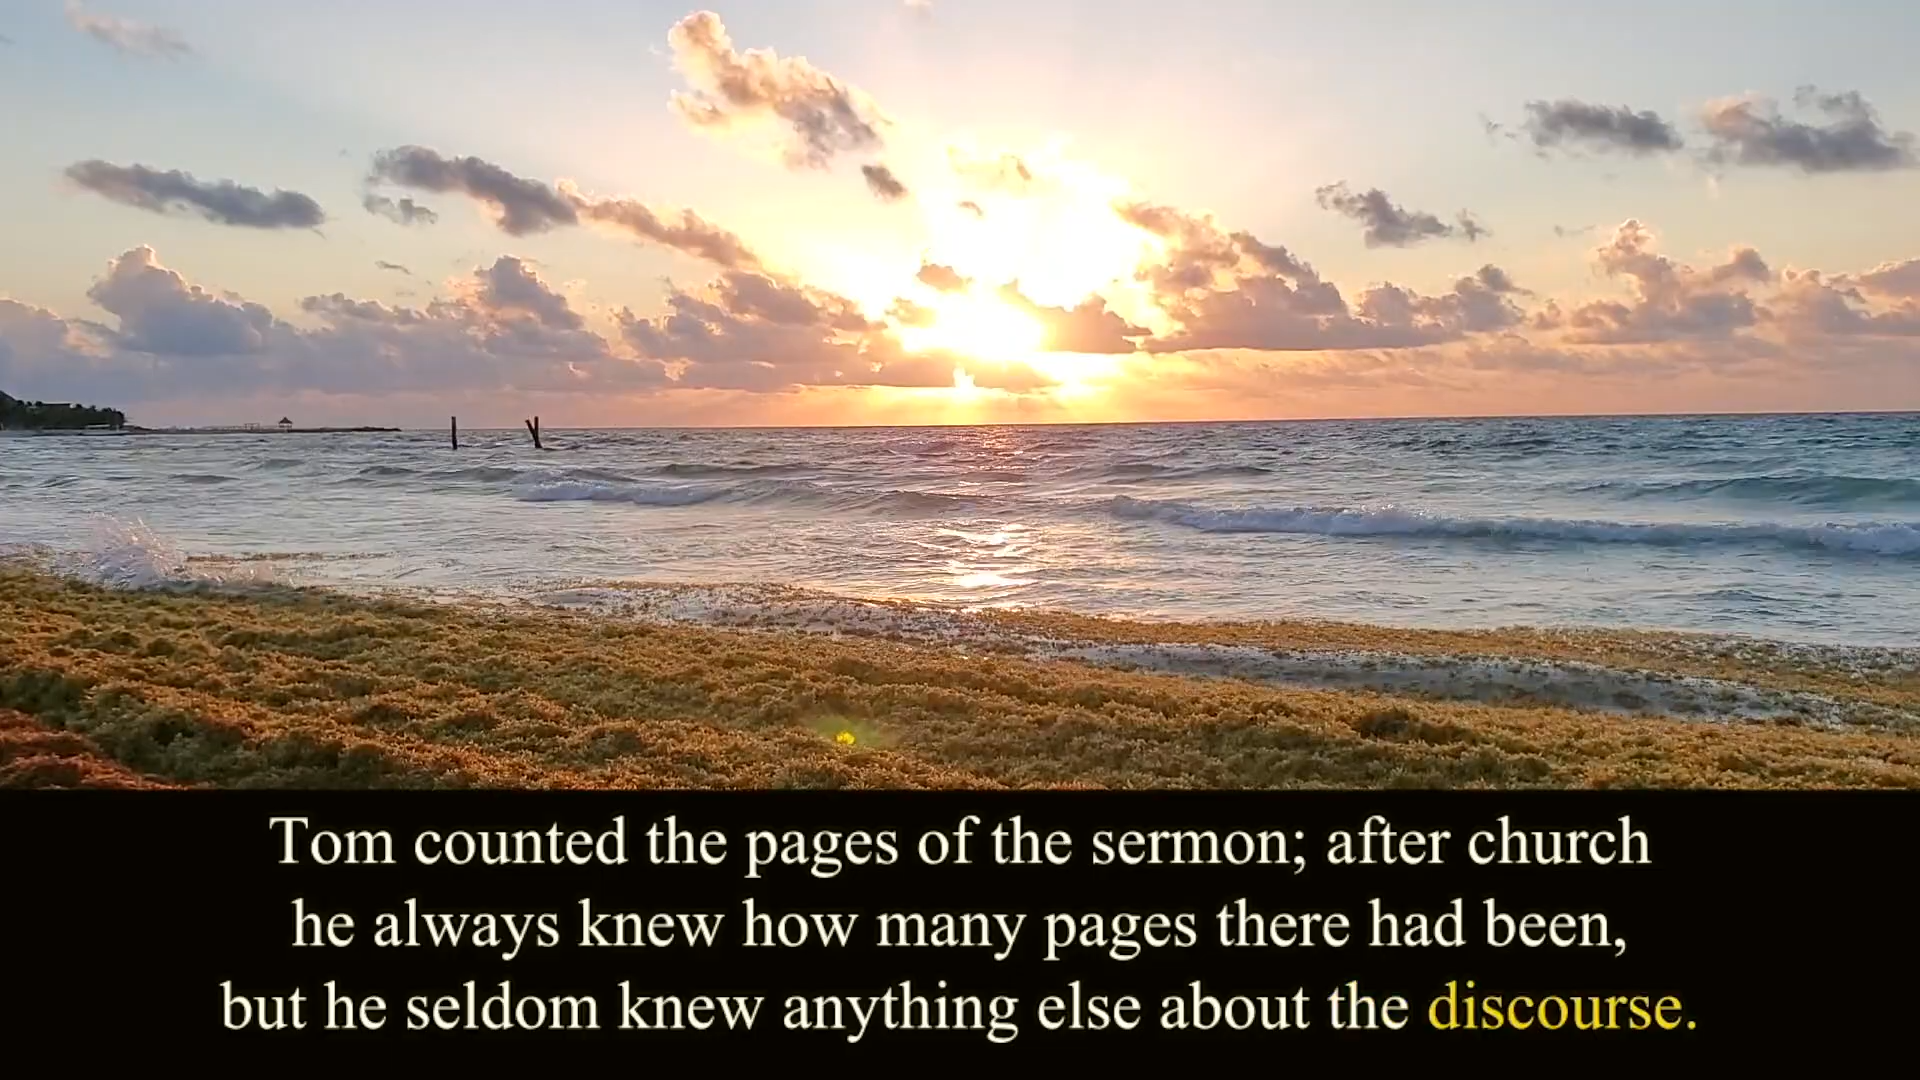 Tom counted the pages of the sermon; after church
he always knew how many pages there had been,
but he seldom knew anything else about the discourse.